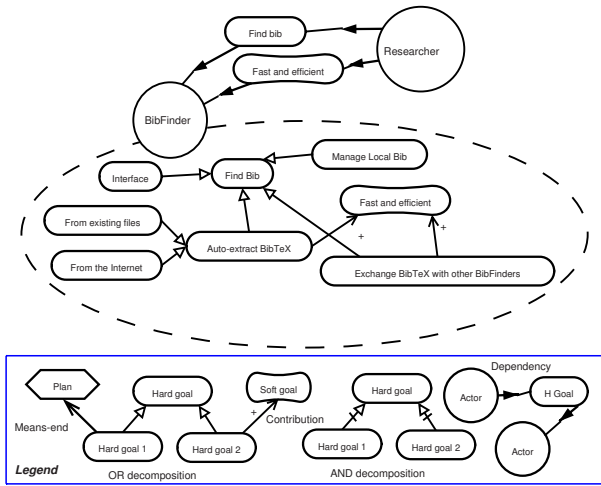 Find bib
Researcher
Fast and efficient
BibFinder
Manage Local Bib
Interface
Find Bib
Fast and efficient
From existing files
+
+
Auto-extract BibTeX
From the Internet
Exchange BibTeX with other BibFinders
Dependency
Plan
Hard goal
Soft goal
Hard goal
Actor
H Goal
Means-end
+
Contribution
Hard goal 1
Hard goal 2
Hard goal 1
Hard goal 2
Actor
Legend
OR decomposition
AND decomposition